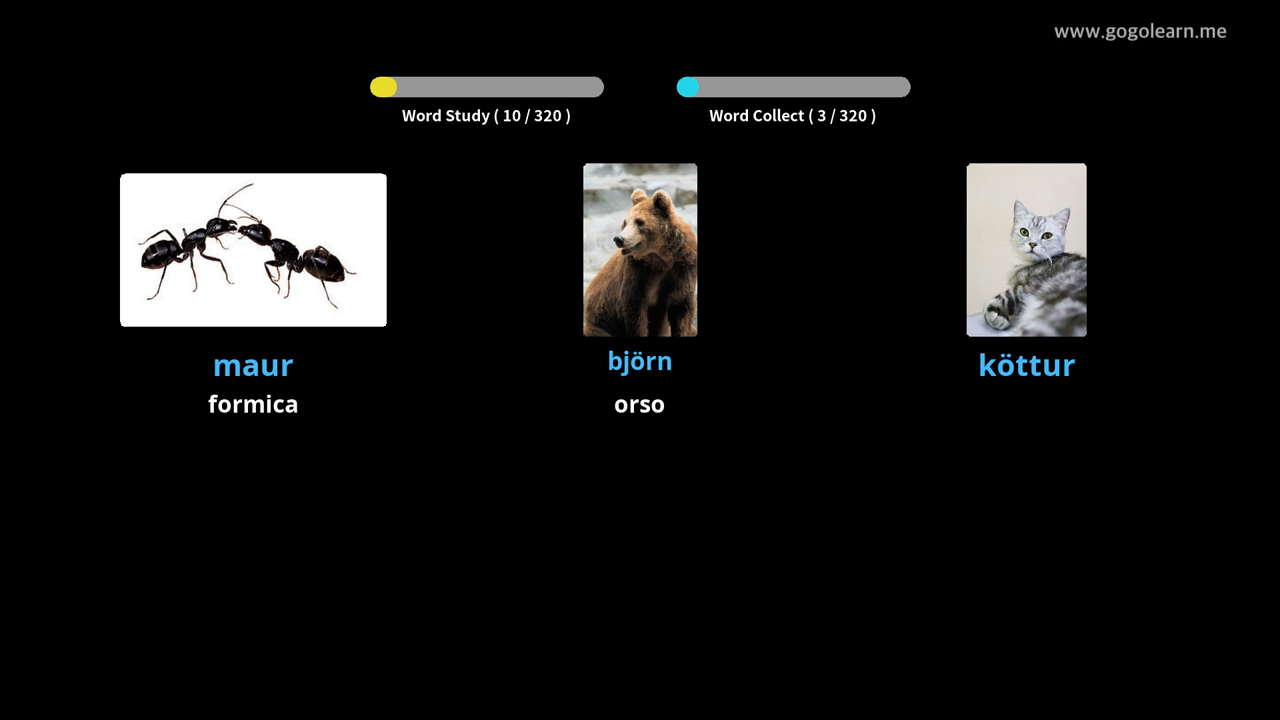 www.gogolearn.me
Word Study ( 10 / 320 )
Word Collect ( 3 / 320 )
maur
björn
köttur
formica
orso